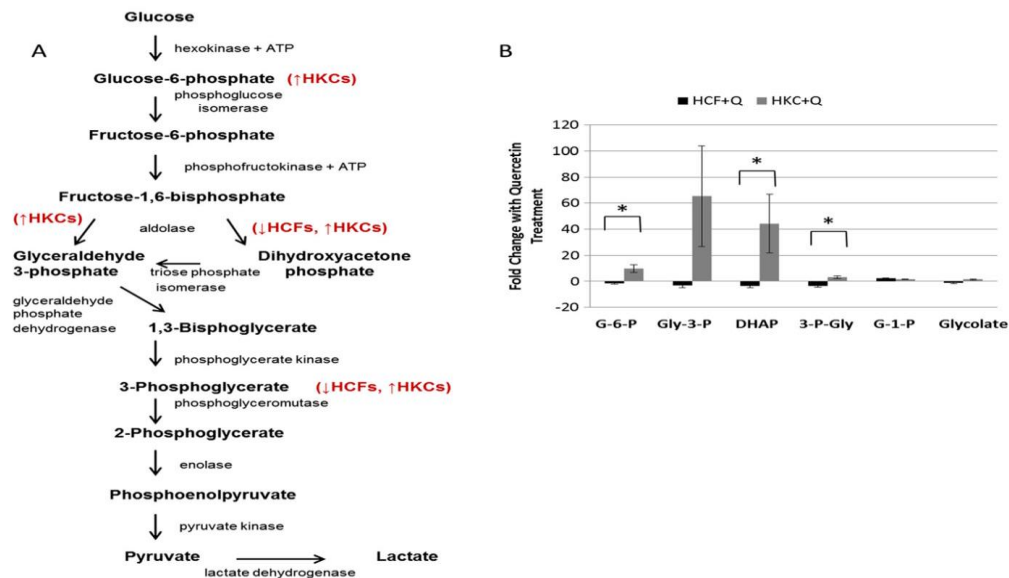 A
Glucose
hexokinase + ATP
Glucose-6-phosphate (↑HKCs)
phosphoglucose
isomerase
Fructose-6-phosphate
phosphofructokinase + ATP
Fructose-1,6-bisphosphate
(↑HKCs)
aldolase
(↓HCFs, ↑HKCs)
Glyceraldehyde
3-phosphate
triose phosphate
isomerase
Dihydroxyacetone
phosphate
glyceraldehyde
phosphate
dehydrogenase
1,3-Bisphoglycerate
phosphoglycerate kinase
3-Phosphoglycerate (↓HCFs, ↑HKCs)
phosphoglyceromutase
2-Phosphoglycerate
enolase
Phosphoenolpyruvate
pyruvate kinase
Pyruvate
lactate dehydrogenase
Lactate
B
HCF+Q HKC+Q
Fold Change with Quercetin
Treatment
120
100
80
60
40
20
0
-20
*
*
*
G-6-P Gly-3-P DHAP 3-P-Gly G-1-P Glycolate